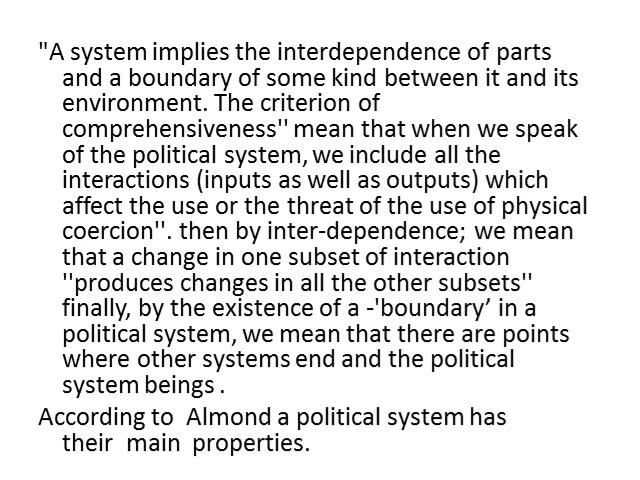 "A system implies the interdependence of parts
and a boundary of some kind between it and its
environment. The criterion of
comprehensiveness'' mean that when we speak
of the political system, we include all the
interactions (inputs as well as outputs) which
affect the use or the threat of the use of physical
coercion''. then by inter-dependence; we mean
that a change in one subset of interaction
''produces changes in all the other subsets''
finally, by the existence of a -'boundary’ in a
political system, we mean that there are points
where other systems end and the political
system beings .
According to Almond a political system has
their main properties.